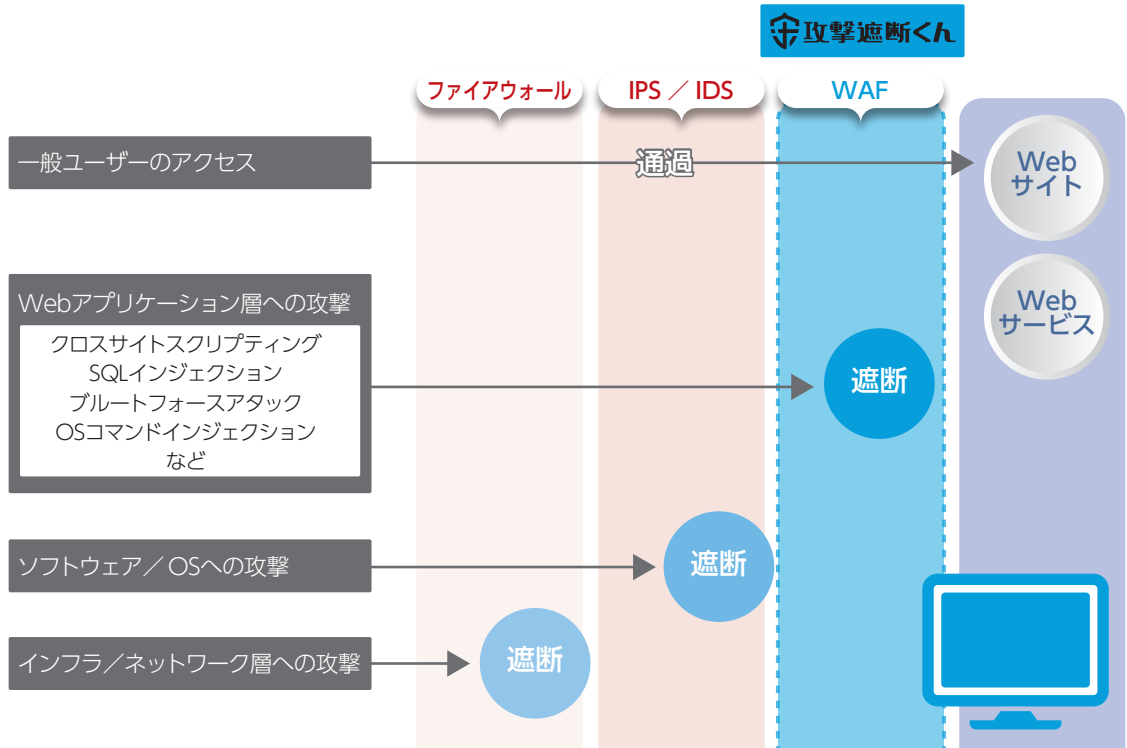 攻撃遮断くん
ファイアウォール
IPS / IDS
WAF
一般ユーザーのアクセス
通過
Web
サイト
Webアプリケーション層への攻撃
クロスサイトスクリプティング
SQLインジェクション
ブルートフォースアタック
OSコマンドインジェクション
など
遮断
Web
サービス
ソフトウェア/OSへの攻撃
遮断
インフラ/ネットワーク層への攻撃
遮断